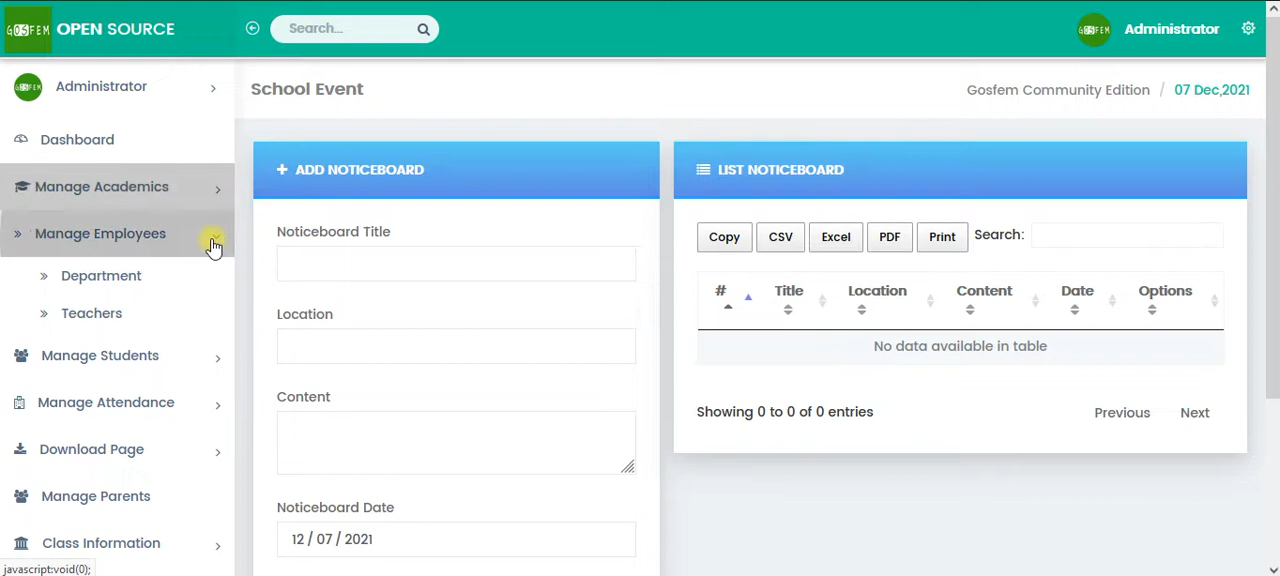 GOSFEM OPEN SOURCE
Search...
GOSFEM Administrator
GOSFEM Administrator
School Event
Gosfem Community Edition / 07 Dec,2021
Dashboard
Manage Academics
Manage Employees
Department
Teachers
Manage Students
Manage Attendance
Download Page
Manage Parents
Class Information
javascript:void(0);
ADD NOTICEBOARD
Noticeboard Title
Location
Content
Noticeboard Date
12 / 07 / 2021
LIST NOTICEBOARD
Copy CSV Excel PDF Print Search:
# Title Location Content Date Options
No data available in table
Showing 0 to 0 of 0 entries
Previous Next